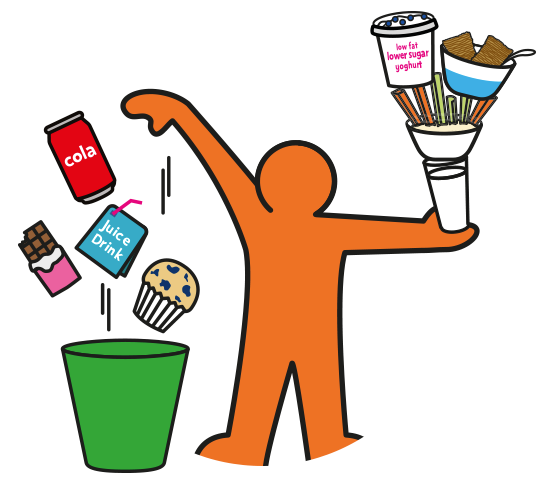 low fat
lower sugar
yoghurt
cola
Juice
Drink